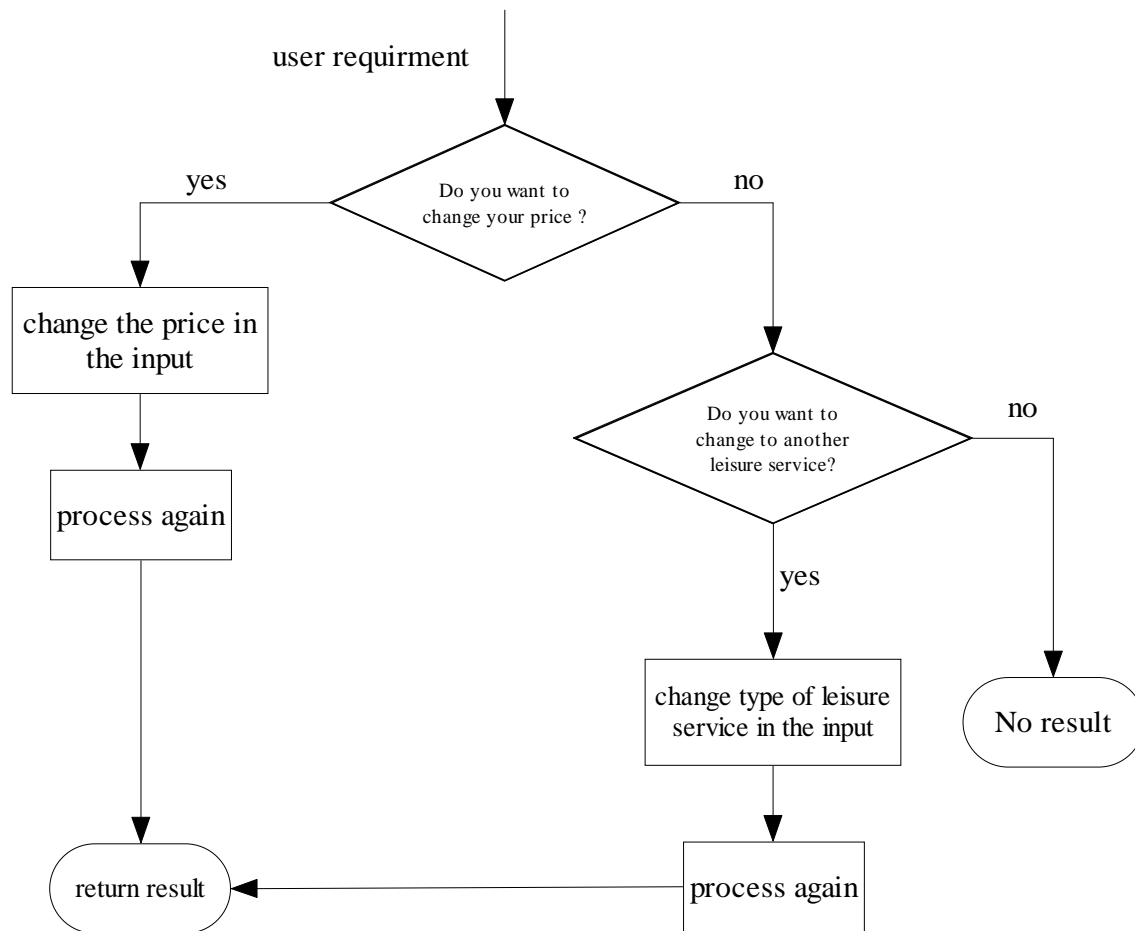 user requirment
yes
no
Do you want to
change your price ?
change the price in
the input
Do you want to
change to another
leisure service?
no
process again
yes
change type of leisure
service in the input
No result
return result
process again